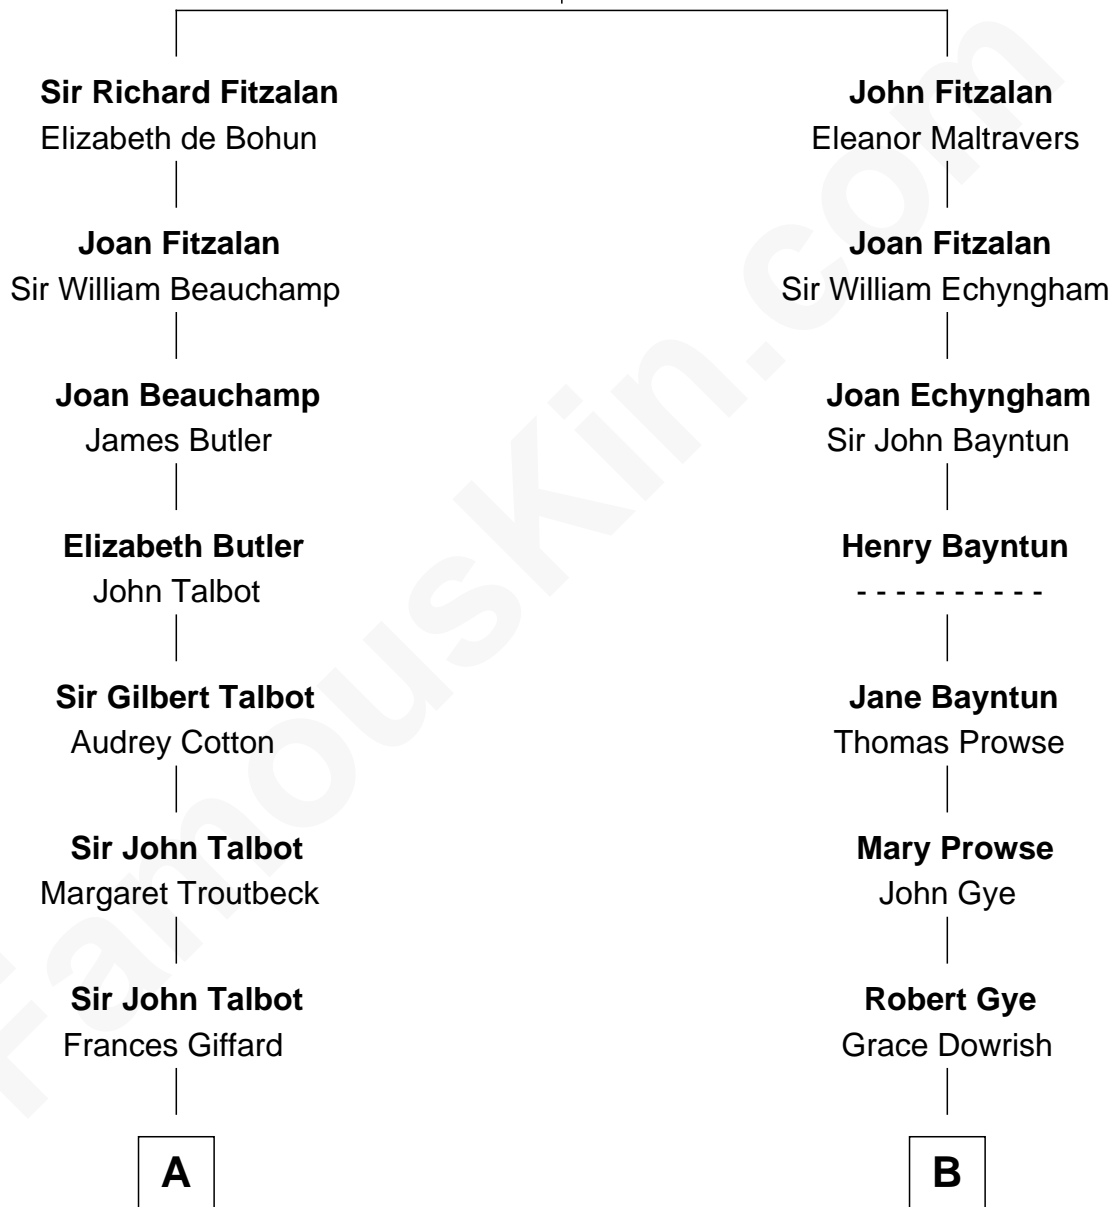 Sir Richard Fitzalan
Elizabeth de Bohun
Joan Fitzalan
Sir William Beauchamp
Joan Beauchamp
James Butler
Elizabeth Butler
John Talbot
Sir Gilbert Talbot
Audrey Cotton
Sir John Talbot
Margaret Troutbeck
Sir John Talbot
Frances Giffard
A
John Fitzalan
Eleanor Maltravers
Joan Fitzalan
Sir William Echyngham
Joan Echyngham
Sir John Bayntun
Henry Bayntun
- - - - - - - - - -
Jane Bayntun
Thomas Prowse
Mary Prowse
John Gye
Robert Gye
Grace Dowrish
B
FamousKin.com